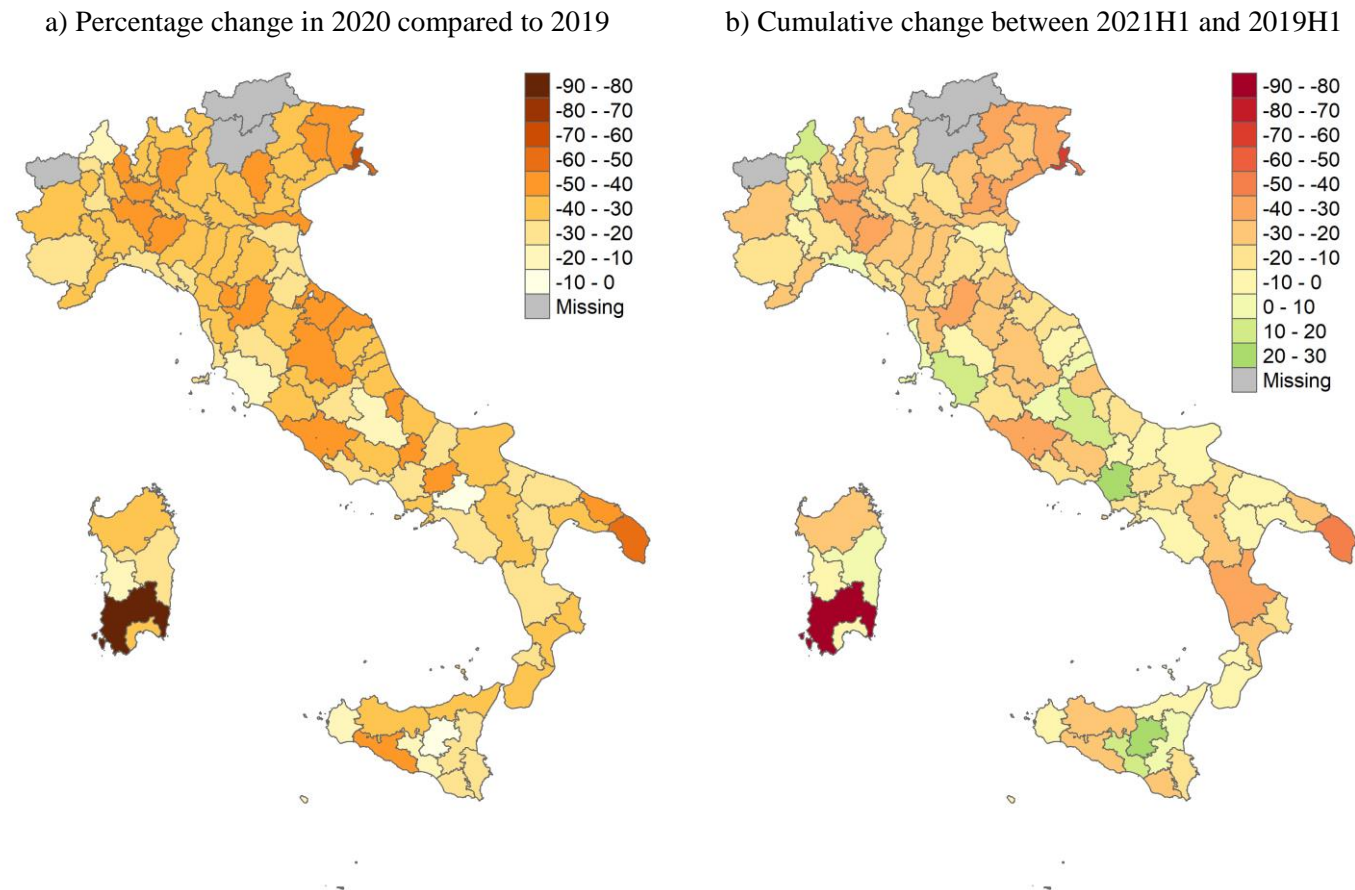 a) Percentage change in 2020 compared to 2019
b) Cumulative change between 2021H1 and 2019H1
-90 - -80
-80 - -70
-70 - -60
-60 - -50
-50 - -40
-40 - -30
-30 - -20
-20 - -10
-10 - 0
Missing
-90 - -80
-80 - -70
-70 - -60
-60 - -50
-50 - -40
-40 - -30
-30 - -20
-20 - -10
-10 - 0
0 - 10
10 - 20
20 - 30
Missing